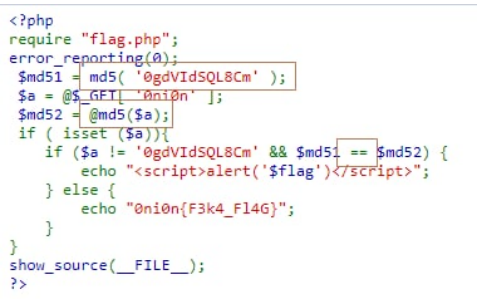 <?php
require "flag.php";
error_reporting(0);
$md51 = md5( '0gdVIdSQL8Cm' );
$a = @$_GET[ '0ni0n' ];
$md52 = @md5($a);
if ( isset ($a)){
if ($a != '0gdVIdSQL8Cm' && $md51 == $md52) {
echo "<script>alert('$flag')</script>";
} else {
echo "0ni0n{F3k4_Fl4G}";
}
}
show_source(__FILE__);
?>